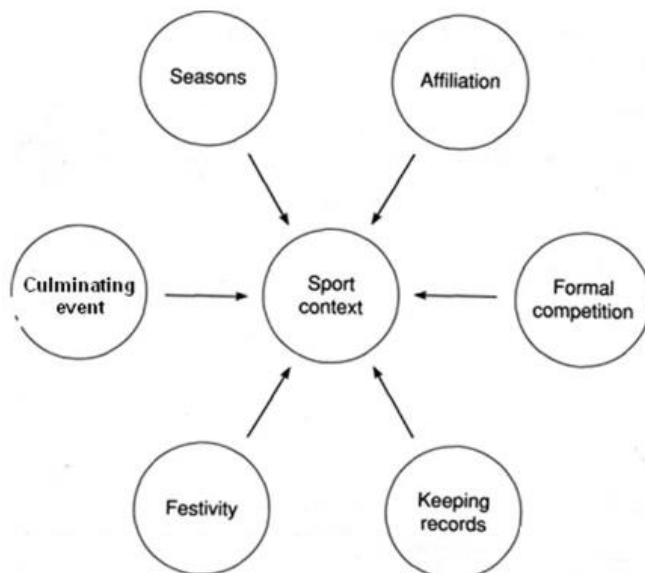 Seasons
Affiliation
Culminating
event
Sport
context
Formal
competition
Festivity
Keeping
records